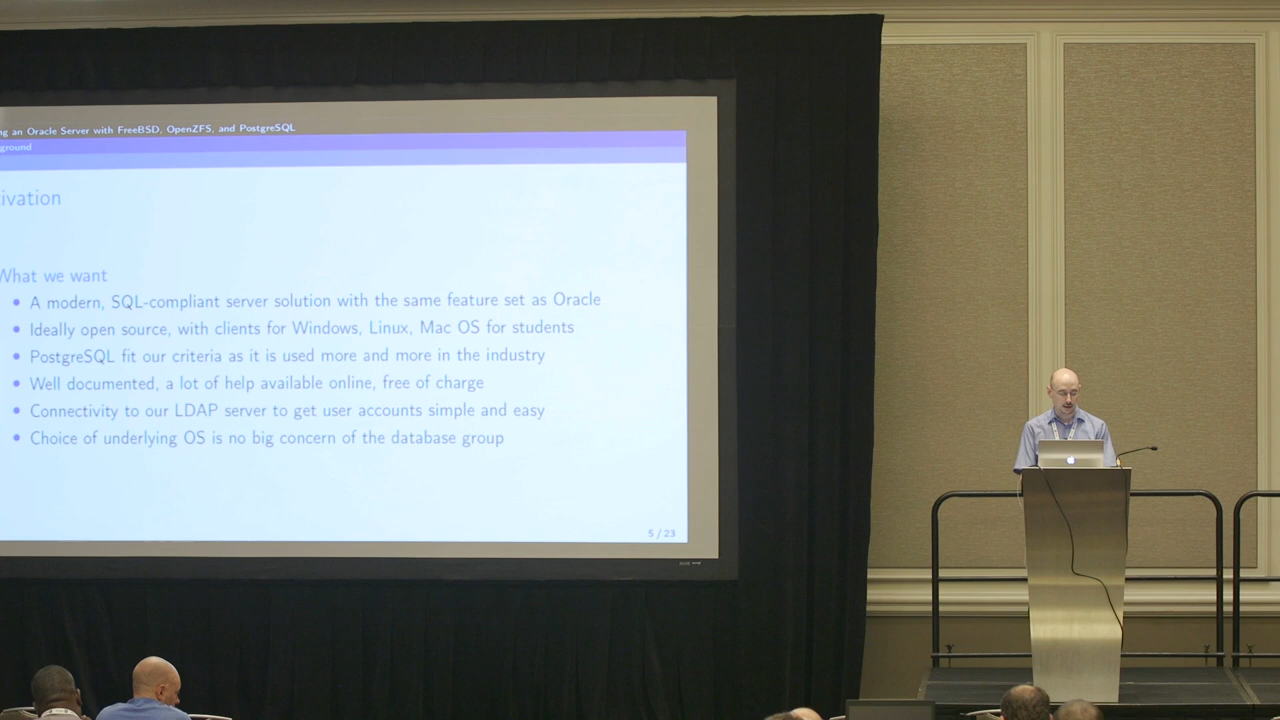 ng an Oracle Server with FreeBSD, OpenZFS, and PostgreSQL
ground
ivation
What we want
• A modern, SQL-compliant server solution with the same feature set as Oracle
• Ideally open source, with clients for Windows, Linux, Mac OS for students
• PostgreSQL fit our criteria as it is used more and more in the industry
• Well documented, a lot of help available online, free of charge
• Connectivity to our LDAP server to get user accounts simple and easy
• Choice of underlying OS is no big concern of the database group
5 / 23